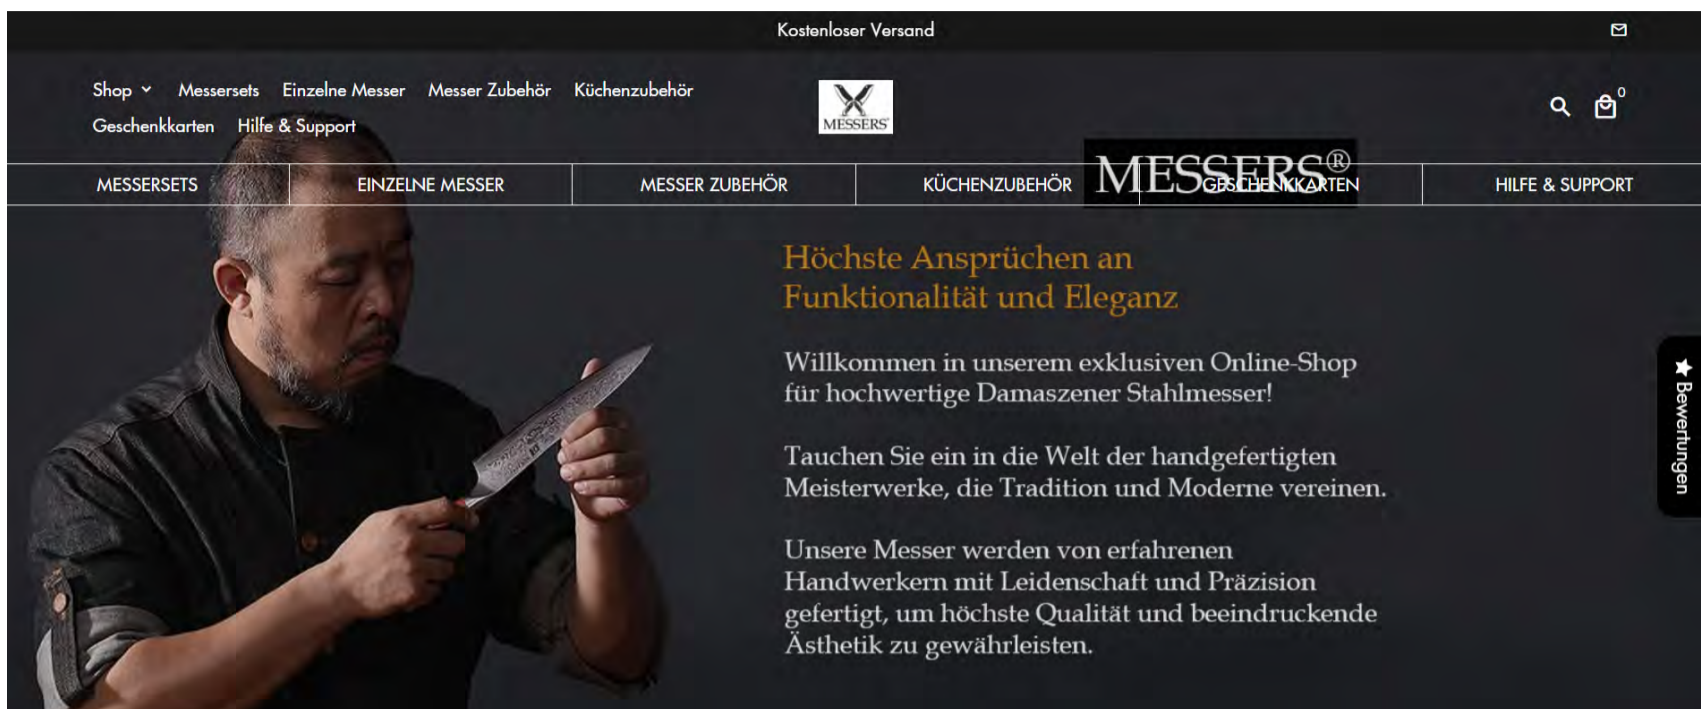 Kostenloser Versand
Shop Messersets Einzelne Messer Messer Zubehör Küchenzubehör
Geschenkkarten Hilfe & Support
MESSERS
0
MESSERS®
MESSERSETS EINZELNE MESSER MESSER ZUBEHÖR KÜCHENZUBEHÖR GESCHENKKARTEN HILFE & SUPPORT
Höchste Ansprüchen an
Funktionalität und Eleganz
Willkommen in unserem exklusiven Online-Shop
für hochwertige Damaszener Stahlmesser!
Tauchen Sie ein in die Welt der handgefertigten
Meisterwerke, die Tradition und Moderne vereinen.
Unsere Messer werden von erfahrenen
Handwerkern mit Leidenschaft und Präzision
gefertigt, um höchste Qualität und beeindruckende
Ästhetik zu gewährleisten.
Bewertungen